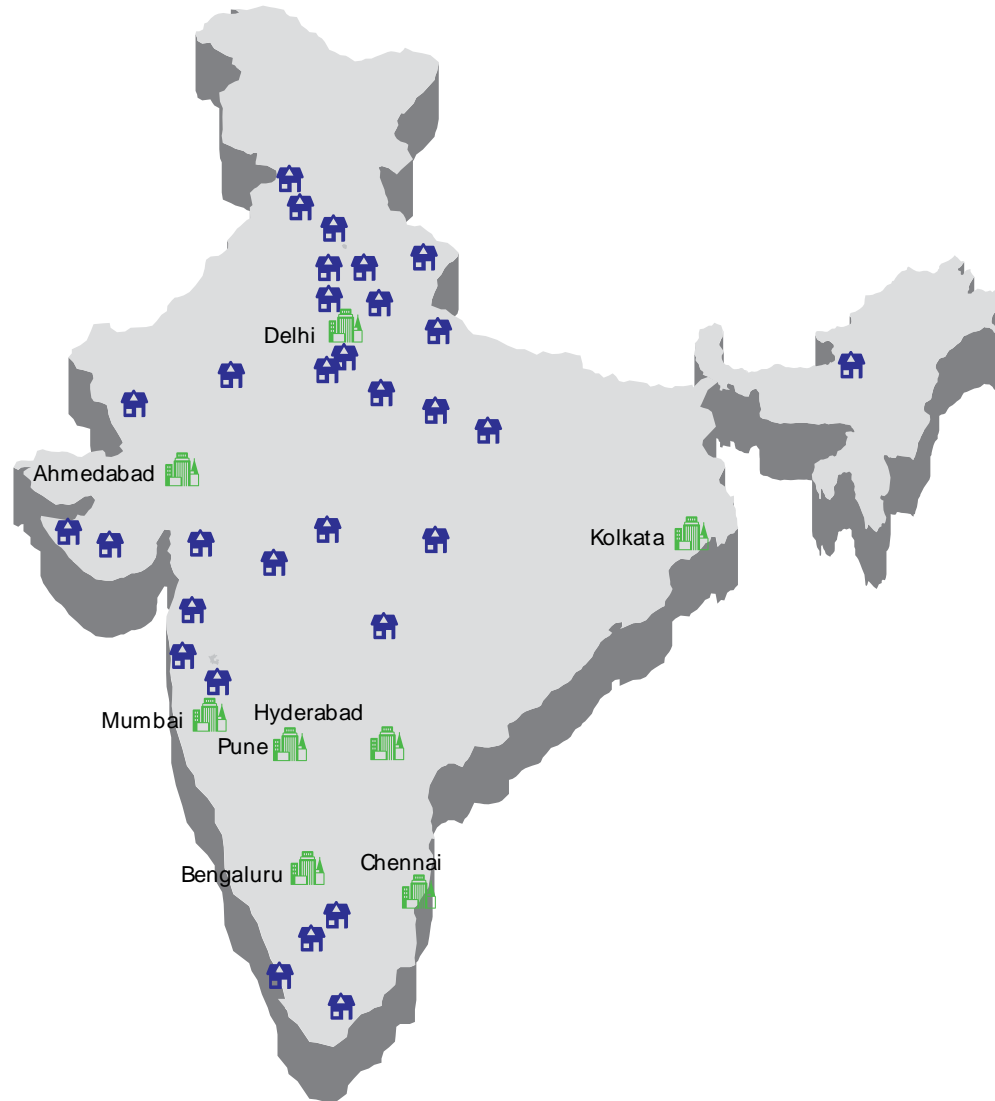 Delhi
Ahmedabad
Kolkata
Hyderabad
Mumbai
Pune
Chennai
Bengaluru